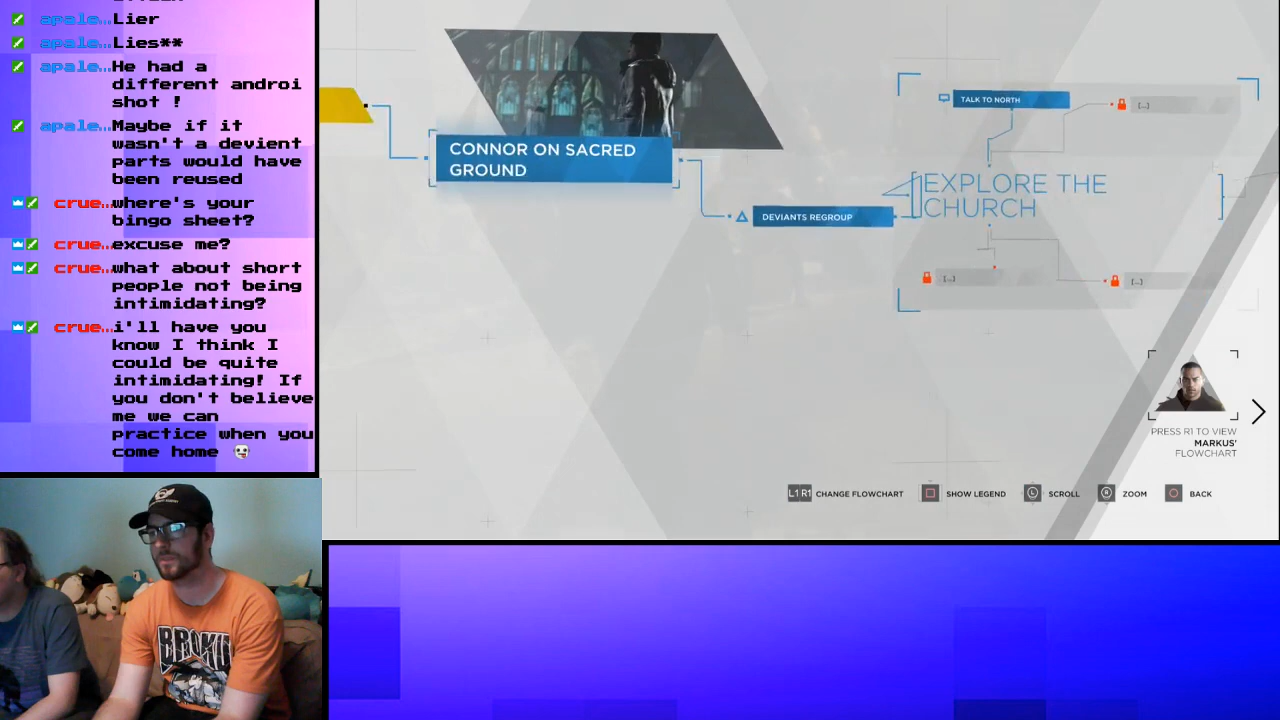 apale...Lier
apale...Lies**
apale...He had a
different androi
shot !
apale...Maybe if it
wasn't a devient
parts would have
been reused
crue...where's your
bingo sheet?
crue...excuse me?
crue...what about short
people not being
intimidating?
crue...i'll have you
know I think I
could be quite
intimidating! If
you don't believe
me we can
practice when you
come home
CONNOR ON SACRED
GROUND
DEVIANTS REGROUP
TALK TO NORTH
[...]
EXPLORE THE
CHURCH
[...]
[...]
PRESS R1 TO VIEW
MARKUS'
FLOWCHART
L1 R1 CHANGE FLOWCHART
SHOW LEGEND
L SCROLL
R ZOOM
BACK